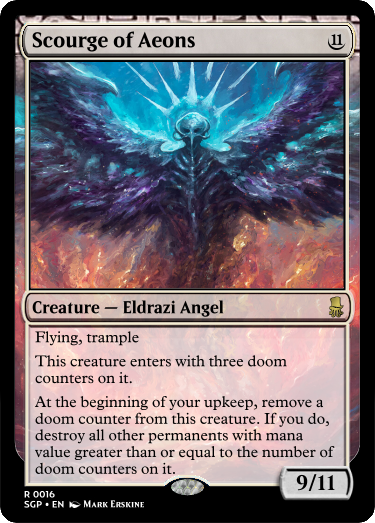 Scourge of Aeons 11
Creature — Eldrazi Angel
Flying, trample
This creature enters with three doom
counters on it.
At the beginning of your upkeep, remove a
doom counter from this creature. If you do,
destroy all other permanents with mana
value greater than or equal to the number of
doom counters on it.
9/11
R 0016
SGP • EN Mark Erskine